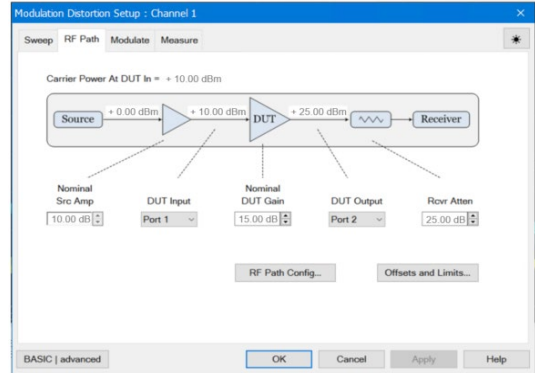 Modulation Distortion Setup : Channel 1
Sweep RF Path Modulate Measure
Carrier Power At DUT In = + 10.00 dBm
Source + 0.00 dBm + 10.00 dBm DUT + 25.00 dBm Receiver
Nominal Src Amp DUT Input Nominal DUT Gain DUT Output Rcvr Atten
10.00 dB Port 1 15.00 dB Port 2 25.00 dB
RF Path Config... Offsets and Limits...
BASIC | advanced OK Cancel Apply Help